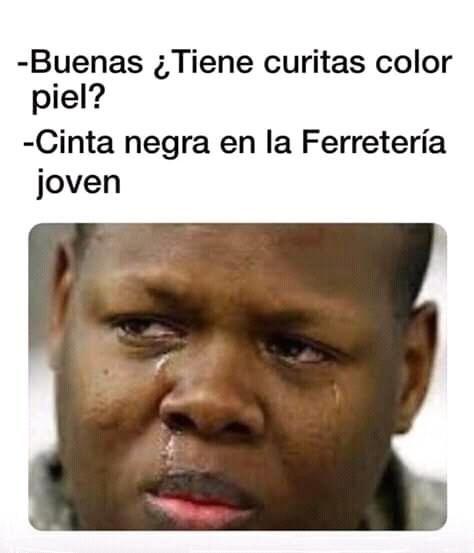 -Buenas ¿Tiene curitas color
piel?
-Cinta negra en la Ferretería
joven